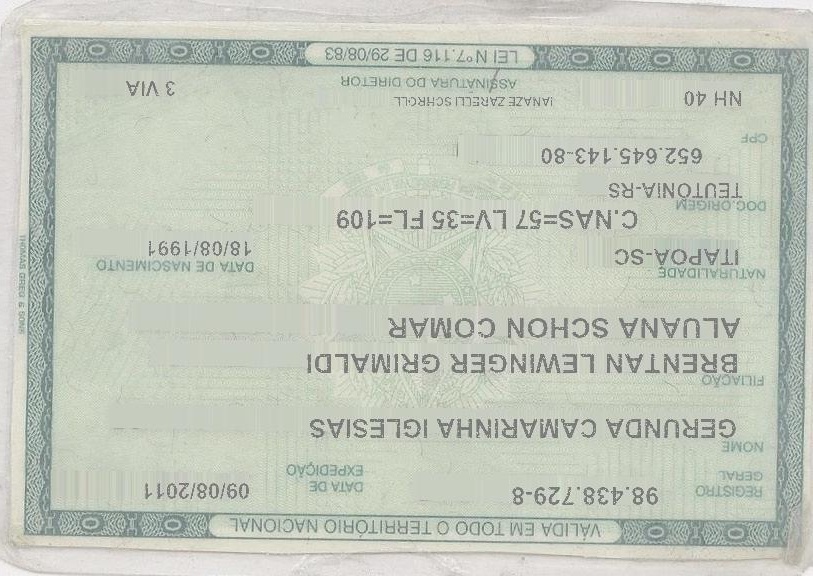 VÁLIDA EM TODO O TERRITÓRIO NACIONAL
REGISTRO GERAL 98.438.729-8 DATA DE EXPEDIÇÃO 09/08/2011
NOME
GERUNDA CAMARINHA IGLESIAS
FILIAÇÃO
BRENTAN LEWINGER GRIMALDI
ALUANA SCHON COMAR
NATURALIDADE DATA DE NASCIMENTO
ITAPOA-SC 18/08/1991
DOC.ORIGEM C.NAS=57 LV=35 FL=109
TEUTONIA-RS
CPF 652.645.143-80
NH 40 IANAZE ZARELLI SCHROLL 3 VIA
ASSINATURA DO DIRETOR
LEI Nº7.116 DE 29/08/83
THOMAS GREG & SONS